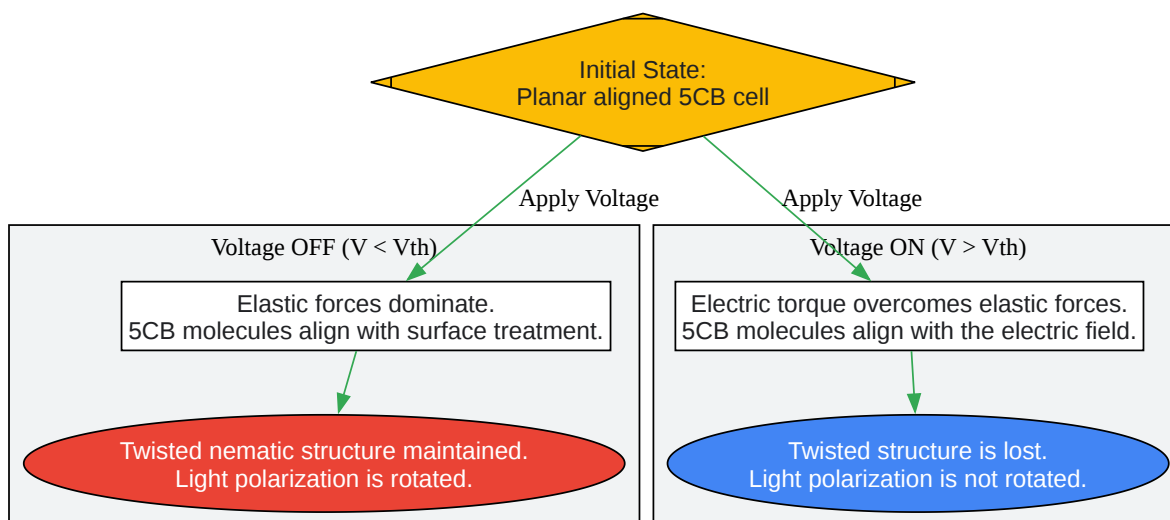 Initial State:
Planar aligned 5CB cell
Apply Voltage
Apply Voltage
Voltage OFF (V < Vth)
Elastic forces dominate.
5CB molecules align with surface treatment.
Twisted nematic structure maintained.
Light polarization is rotated.
Voltage ON (V > Vth)
Electric torque overcomes elastic forces.
5CB molecules align with the electric field.
Twisted structure is lost.
Light polarization is not rotated.